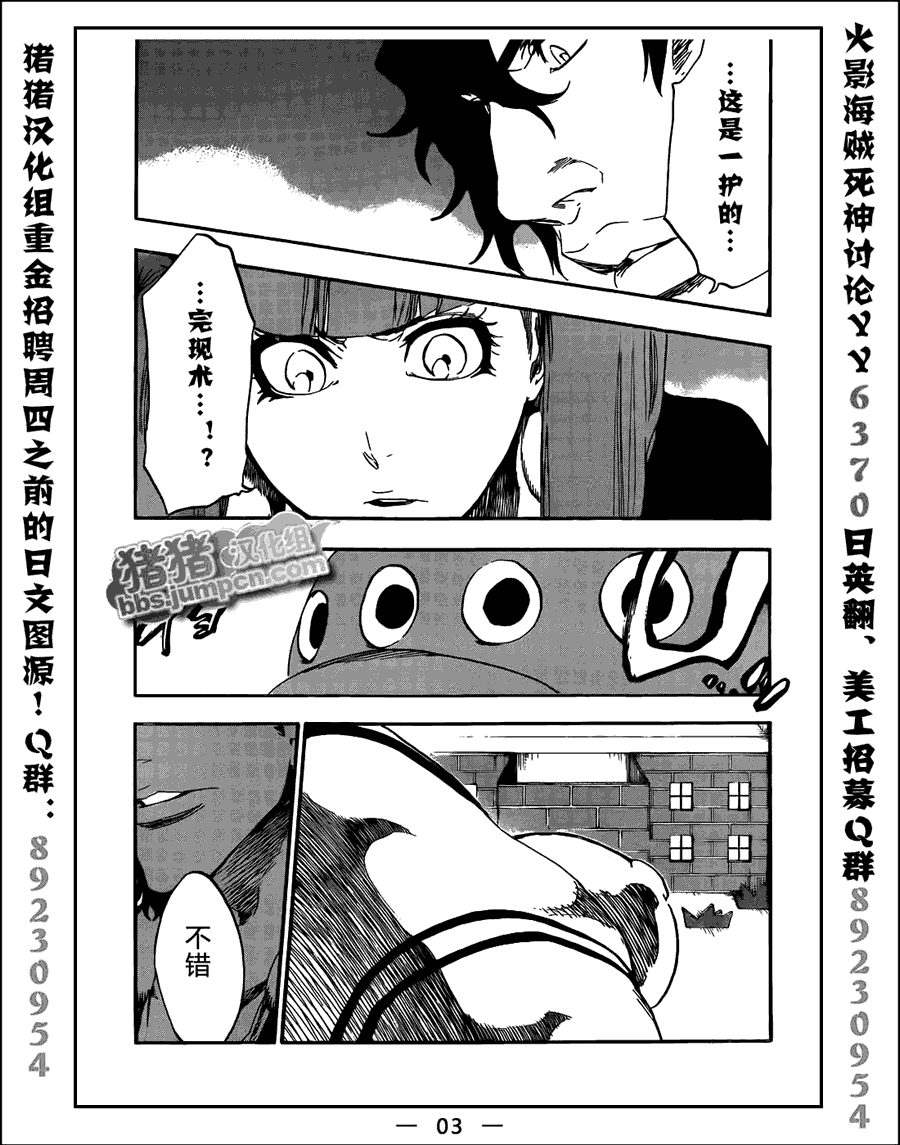 火影海贼死神讨论YY6370日英翻、美工招募Q群8923095４
…这是一护的…
…完现术…！？
猪猪汉化组
bbs.jumpcn.com
不错
猪猪汉化组重金招聘周四之前的日文图源！Q群：89230954
— 03 —